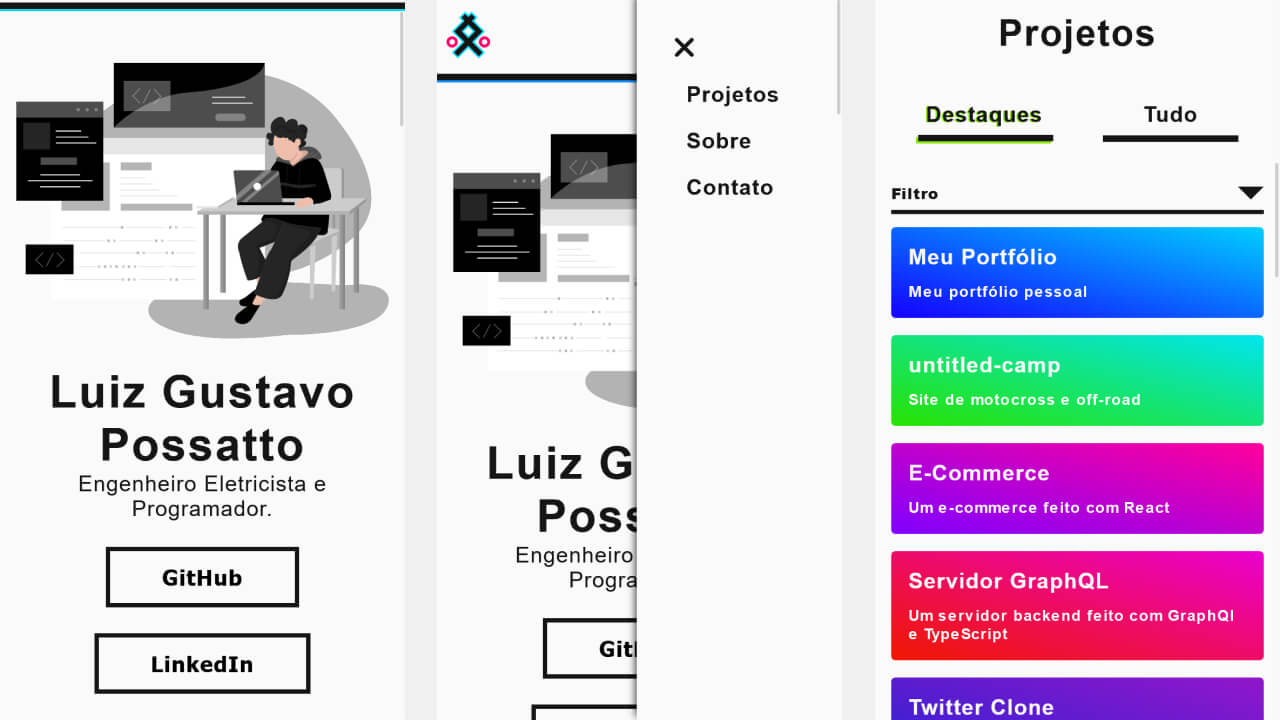 </>
</>
Luiz Gustavo
Possatto
Engenheiro Eletricista e
Programador.
GitHub
LinkedIn
</>
</>
Luiz G
Poss
Engenheiro
Progra
Git
Projetos
Sobre
Contato
Projetos
Destaques Tudo
Filtro
Meu Portfólio
Meu portfólio pessoal
untitled-camp
Site de motocross e off-road
E-Commerce
Um e-commerce feito com React
Servidor GraphQL
Um servidor backend feito com GraphQl
e TypeScript
Twitter Clone